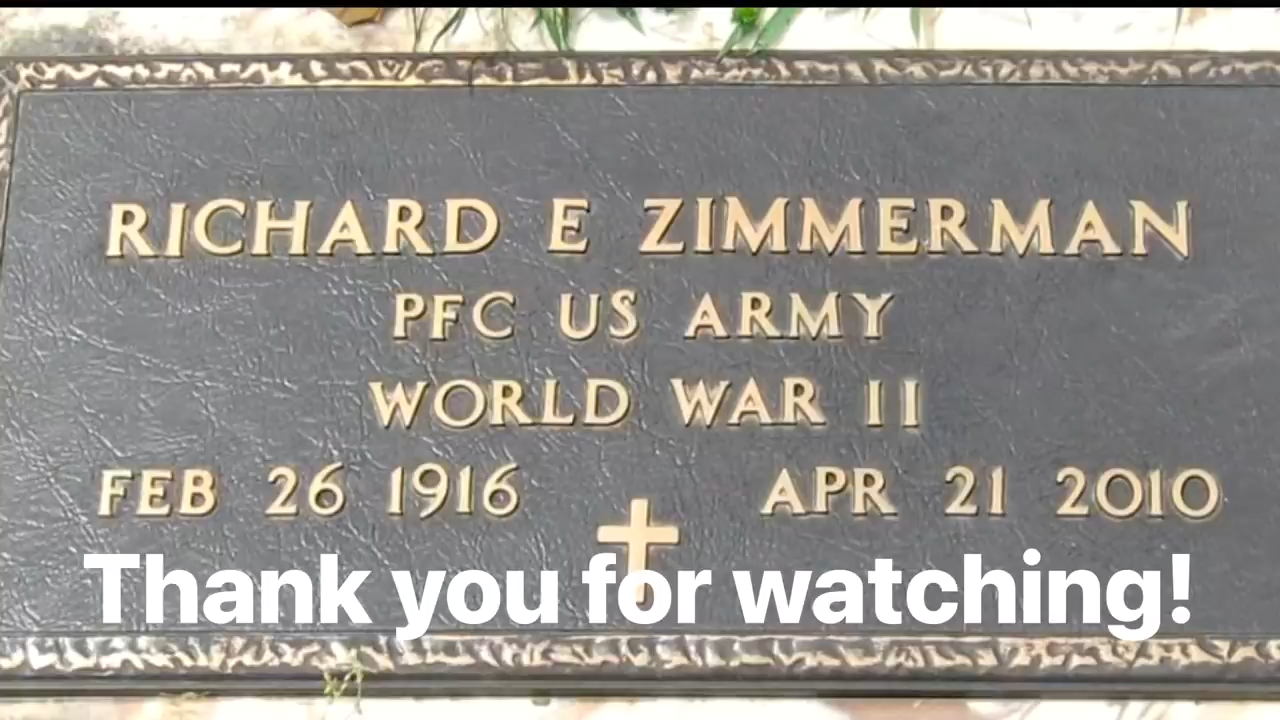 RICHARD E ZIMMERMAN
PFC US ARMY
WORLD WAR II
FEB 26 1916 APR 21 2010
Thank you for watching!